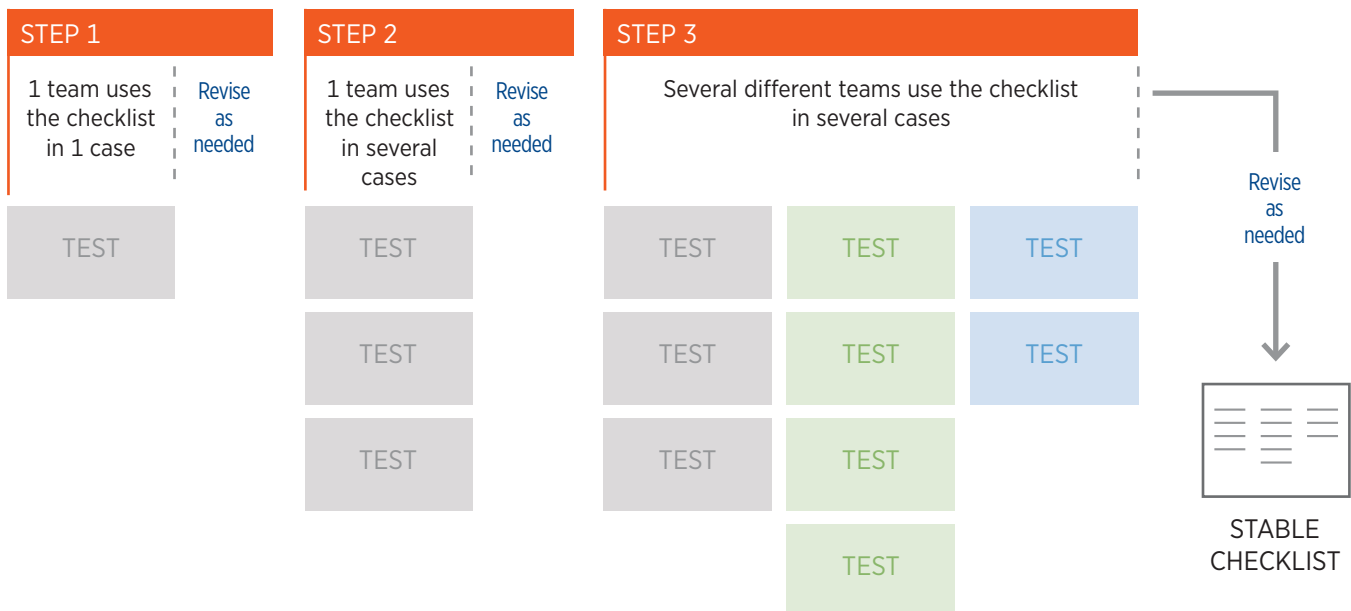 STEP 1
1 team uses
the checklist
in 1 case
Revise
as
needed
TEST
STEP 2
1 team uses
the checklist
in several
cases
Revise
as
needed
TEST
TEST
TEST
STEP 3
Several different teams use the checklist
in several cases
TEST
TEST
TEST
TEST
TEST
TEST
TEST
TEST
TEST
Revise
as
needed
STABLE
CHECKLIST